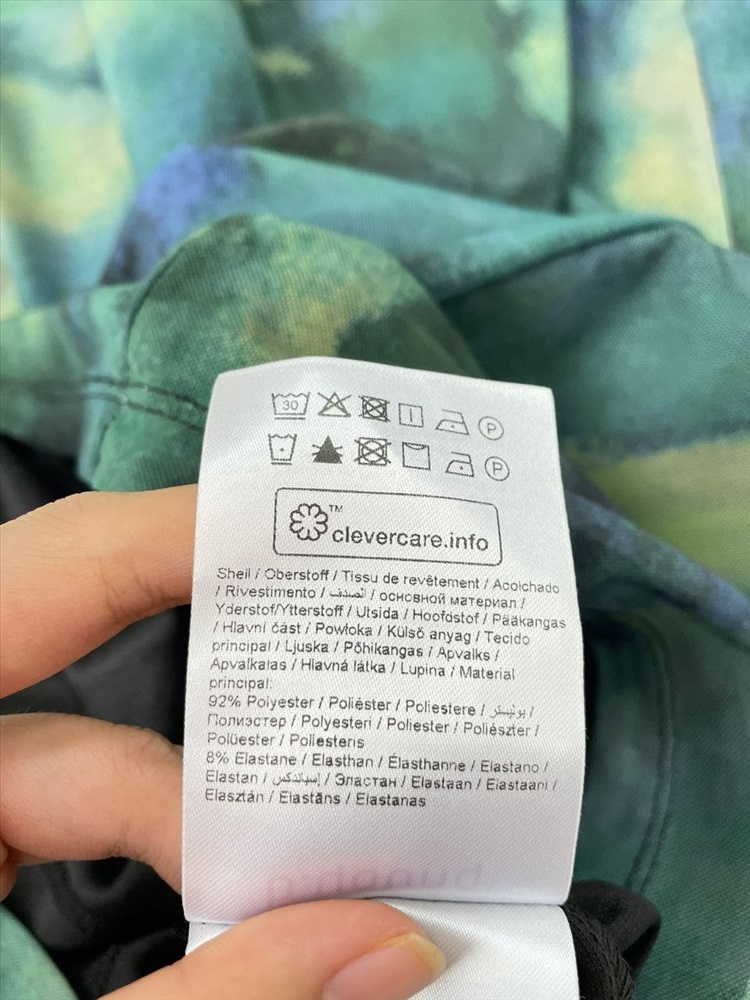 30 P
P
TM
clevercare.info
Shell / Oberstoff / Tissu de revêtement / Acolchado
/ Rivestimento / الصدف / основной материал /
Yderstof/Ytterstoff / Utsida / Hoofdstof / Pääkangas
/ Hlavní část / Powłoka / Külső anyag / Tecido
principal / Ljuska / Põhikangas / Apvalks /
Apvalkalas / Hlavná látka / Lupina / Material
principal:
92% Polyester / Poliéster / Poliestere / بوليستر /
Полиэстер / Polyesteri / Poliester / Poliészter /
Polüester / Poliesteris
8% Elastane / Elasthan / Élasthanne / Elastano /
Elastan / إسباندكس / Эластан / Elastaan / Elastaani /
Elasztán / Elastāns / Elastanas